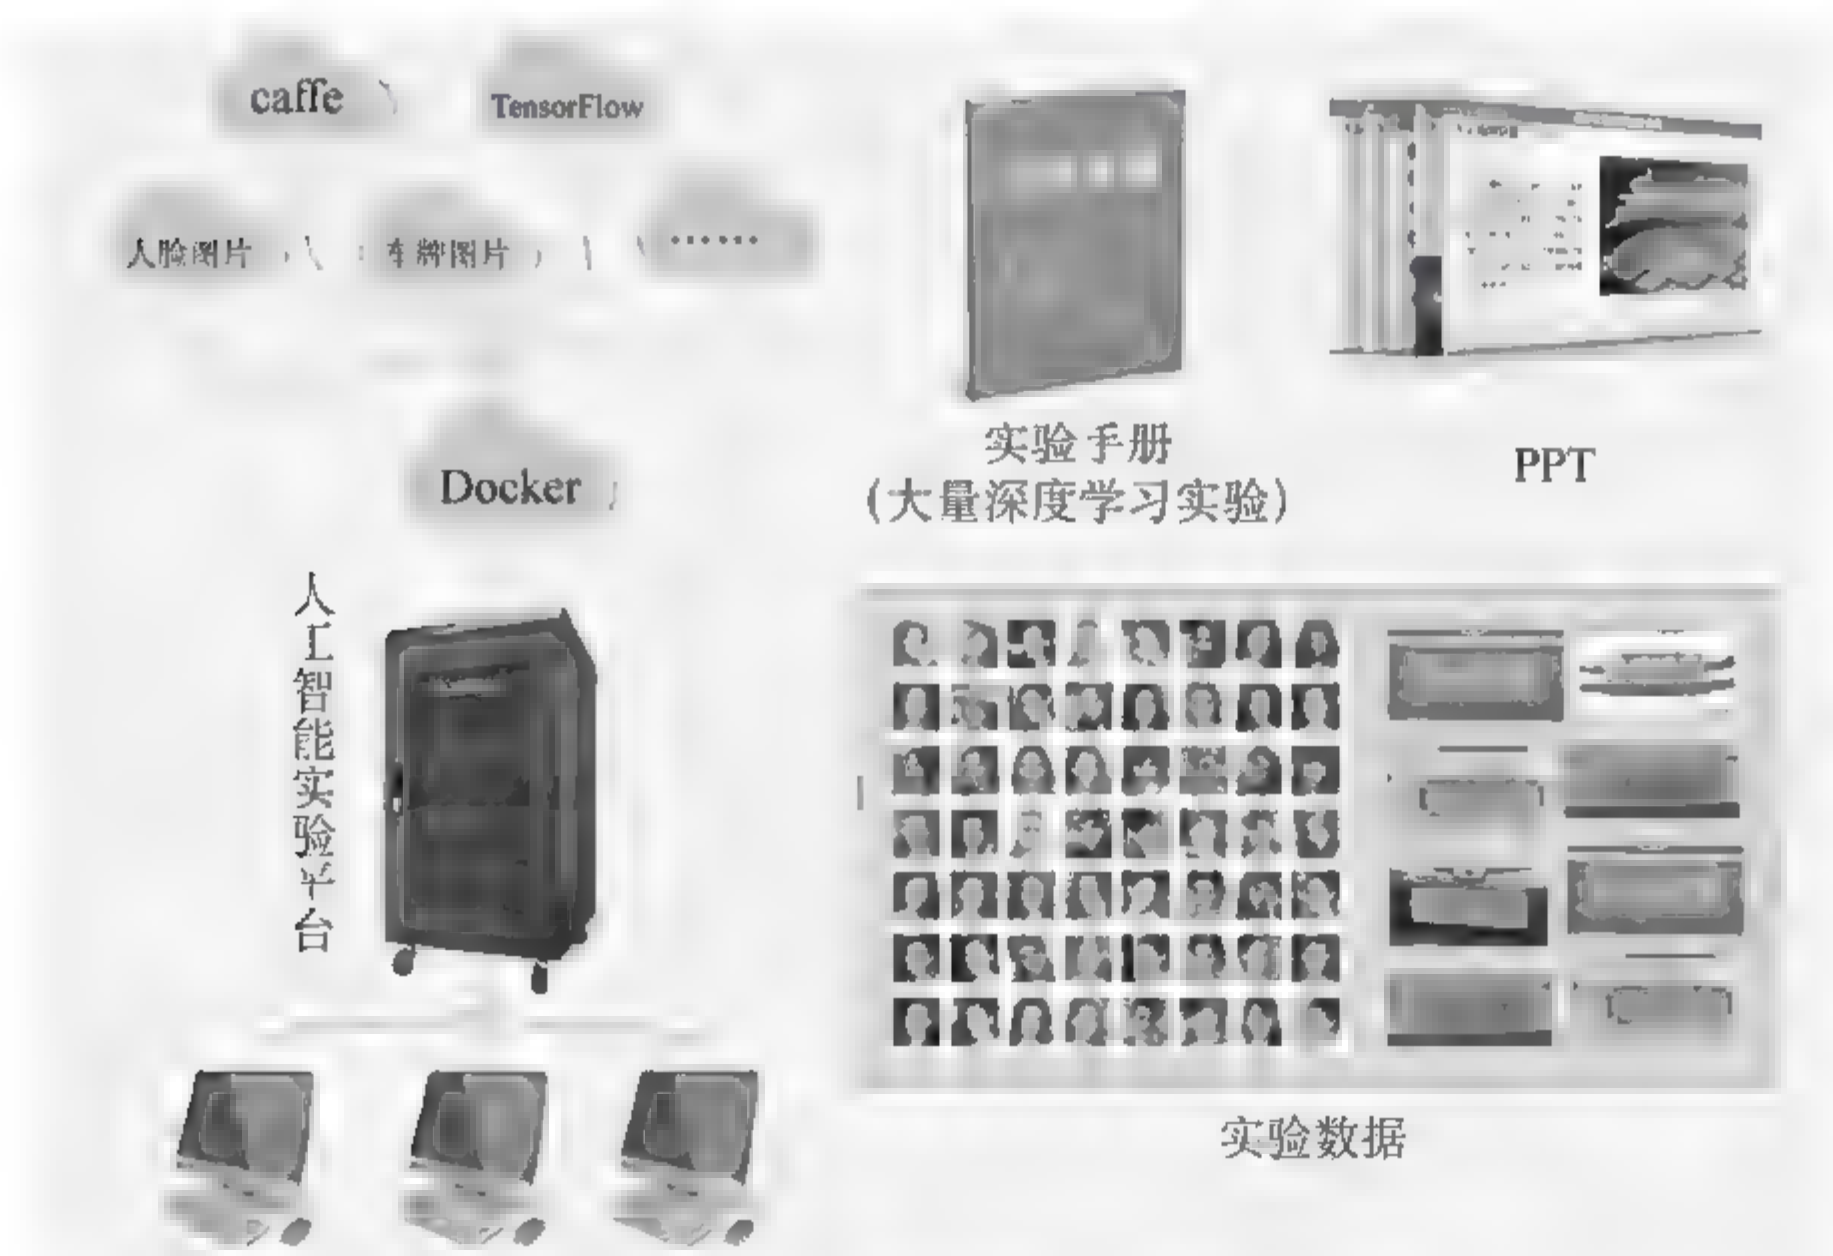 caffe
TensorFlow
人脸图片
车牌图片
……
Docker
人工智能实验平台
实验手册
(大量深度学习实验)
PPT
实验数据